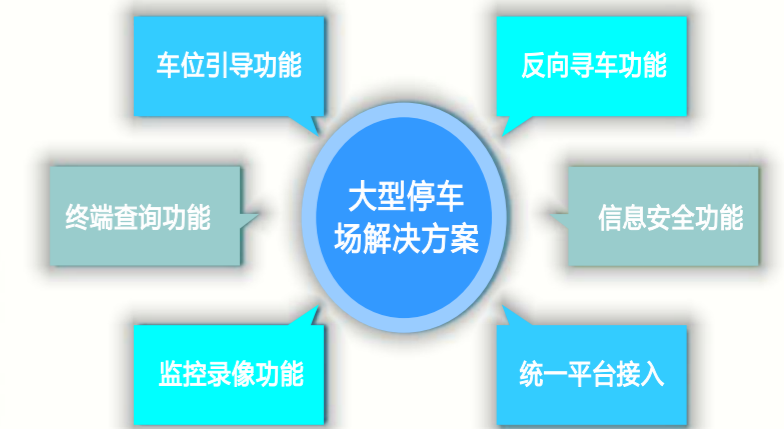 车位引导功能
反向寻车功能
大型停车
场解决方案
终端查询功能
信息安全功能
监控录像功能
统一平台接入